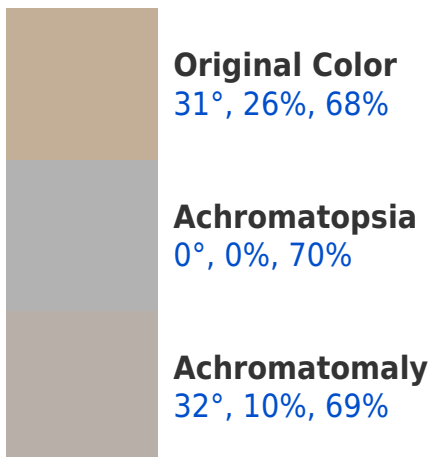 Original Color
31°, 26%, 68%
Achromatopsia
0°, 0%, 70%
Achromatomaly
32°, 10%, 69%